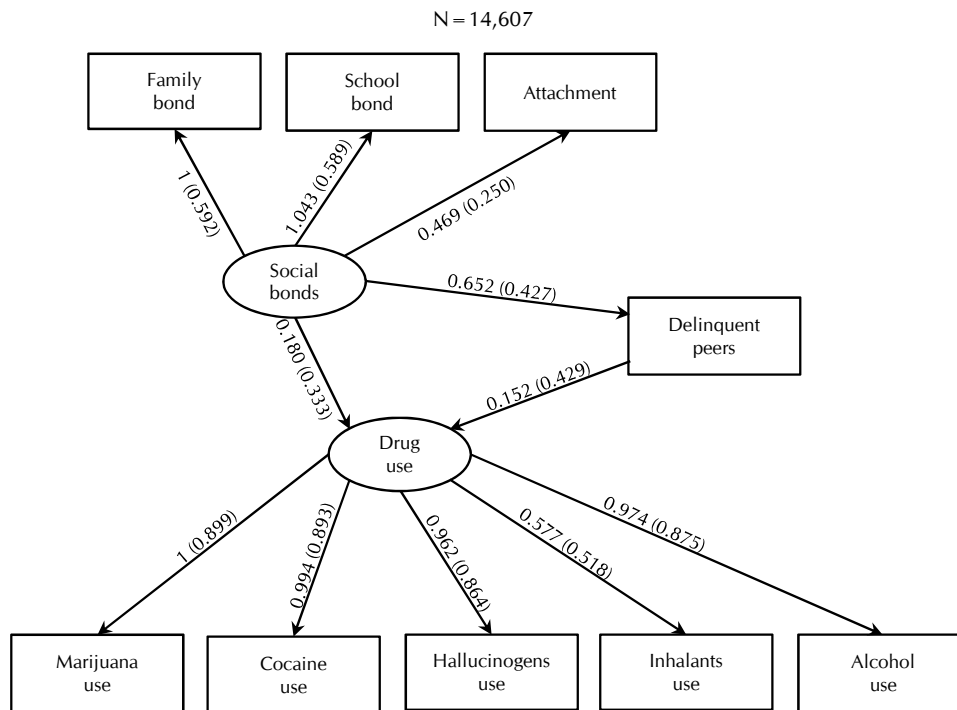 N = 14,607
Family
bond
School
bond
Attachment
1 (0.592)
1.043 (0.589)
0.469 (0.250)
Social
bonds
0.652 (0.427)
Delinquent
peers
0.180 (0.333)
0.152 (0.429)
Drug
use
1 (0.899)
0.994 (0.893)
0.962 (0.864)
0.577 (0.518)
0.974 (0.875)
Marijuana
use
Cocaine
use
Hallucinogens
use
Inhalants
use
Alcohol
use